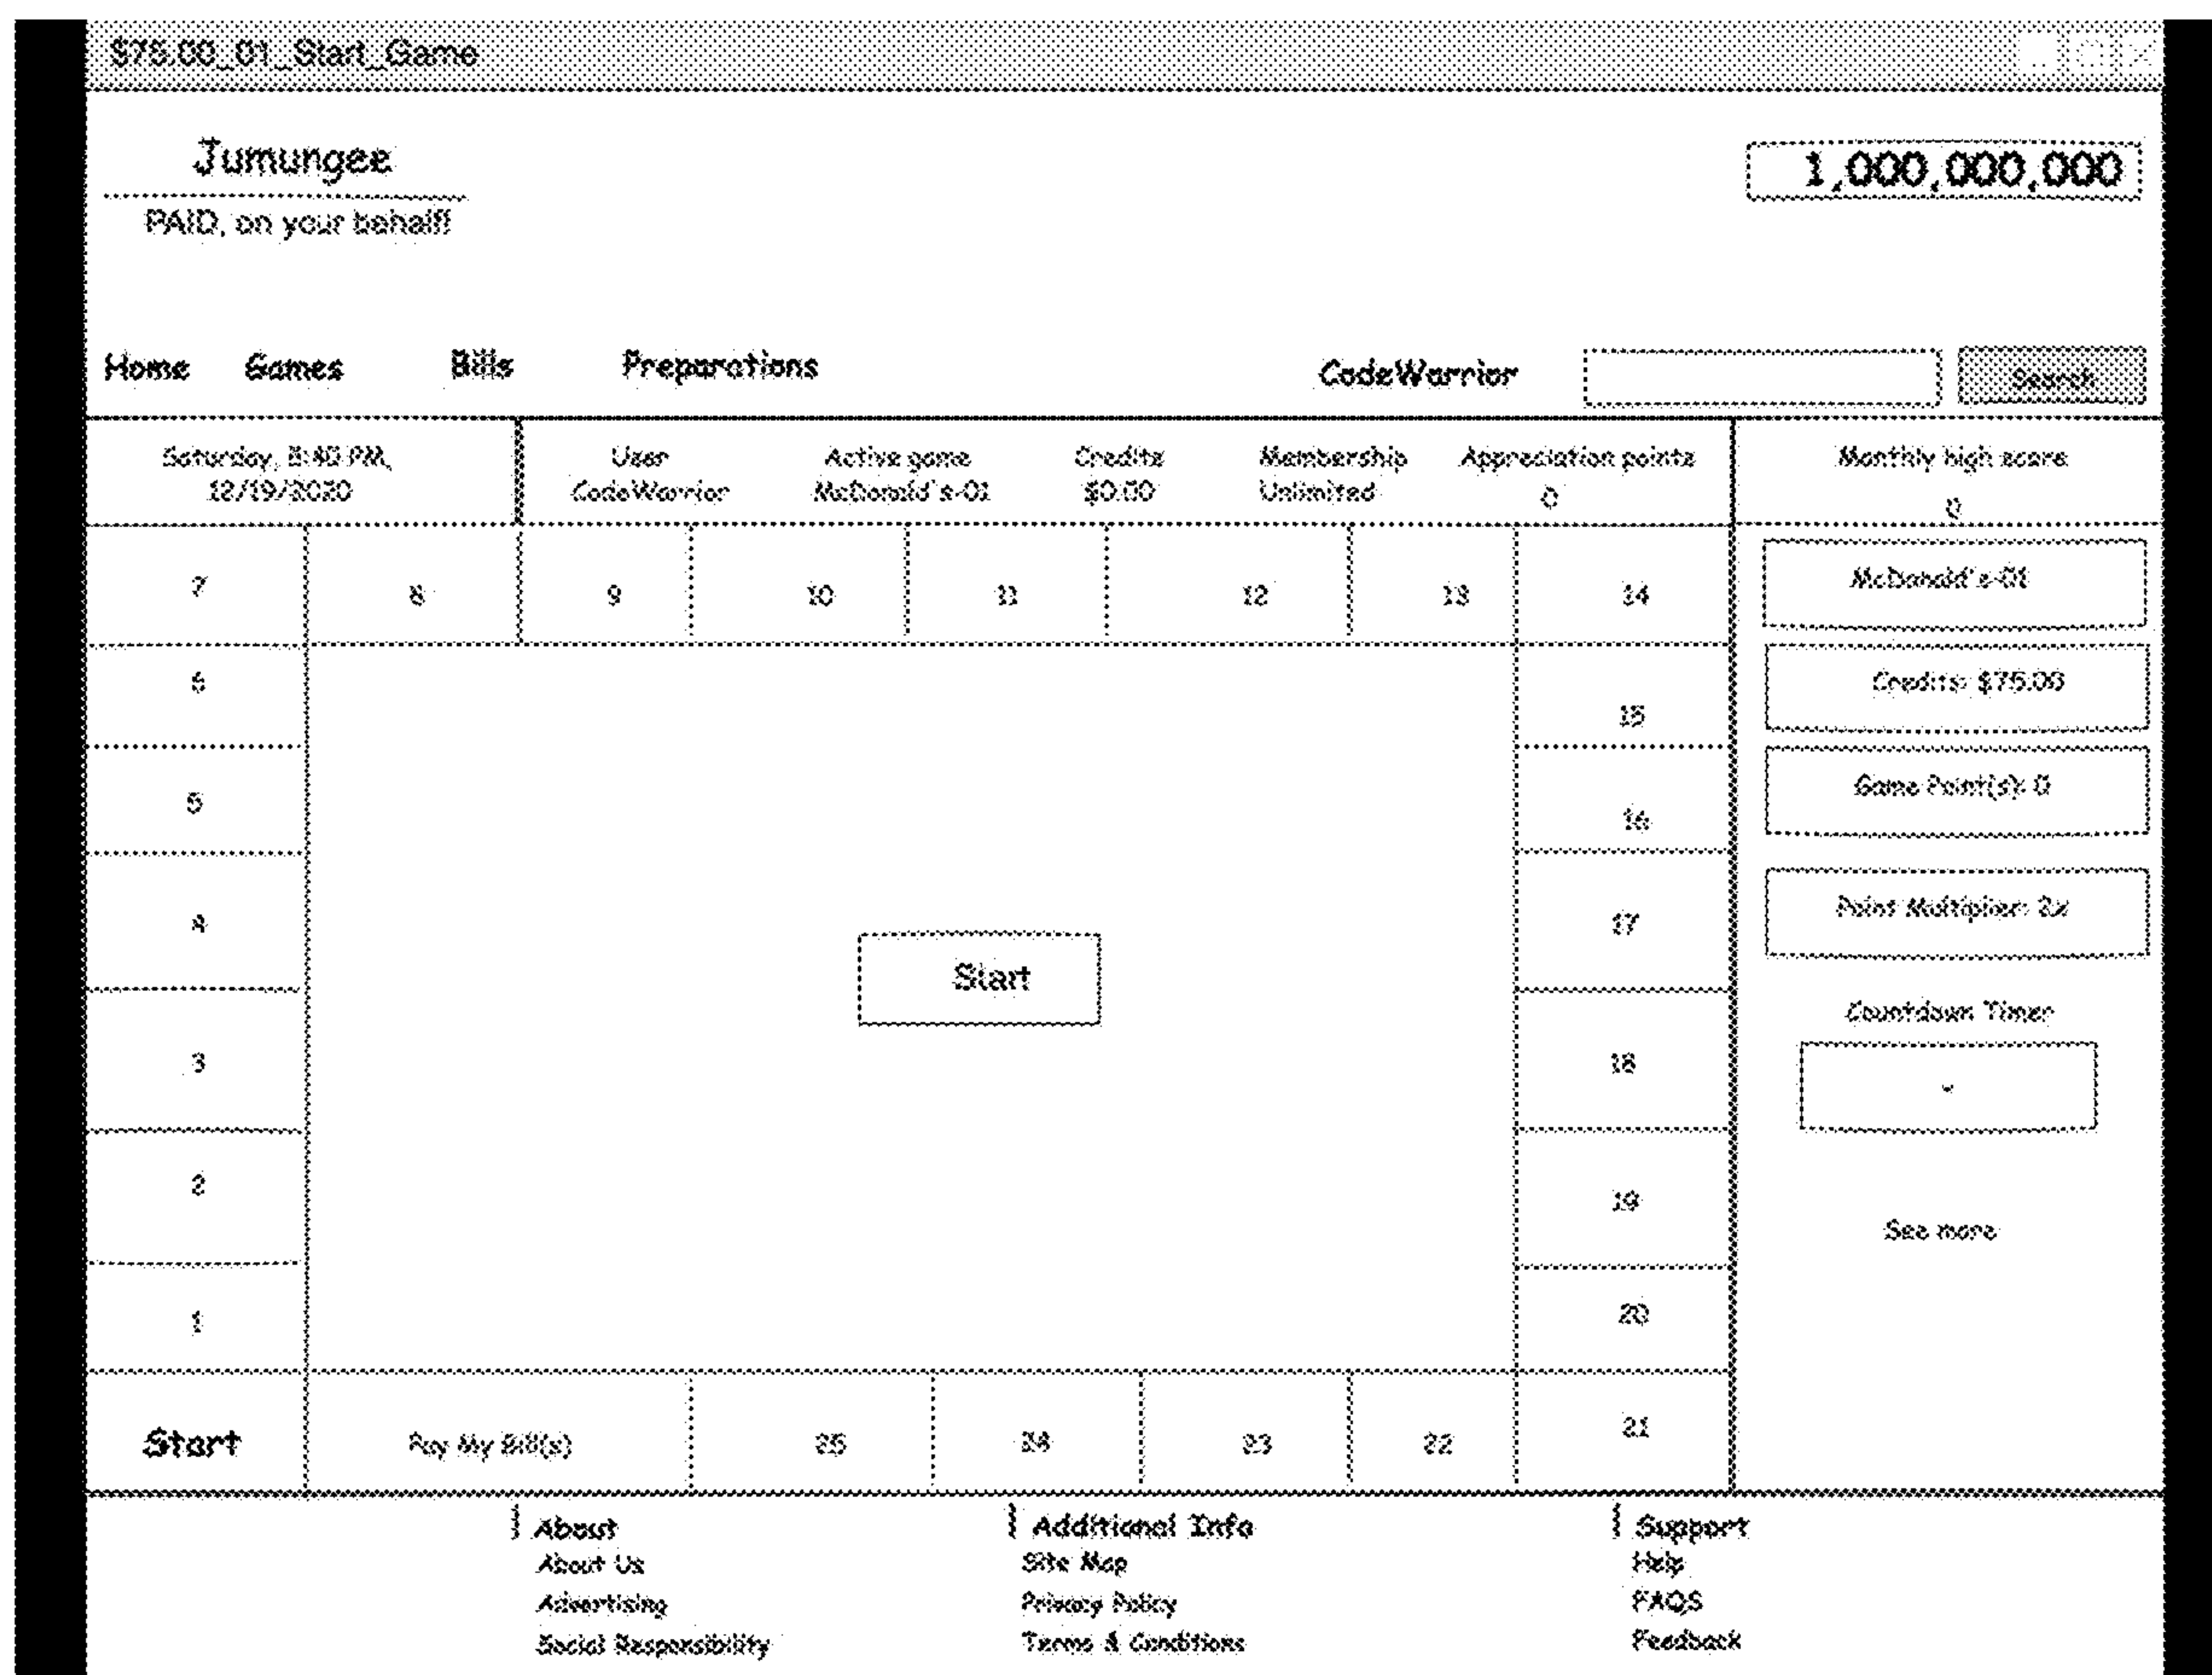 $75.00_01_Start_Game
Jumungee
1,000,000,000
PAID, on your behalf!
Home Games Bills Preparations CodeWarrior Search
Saturday, 8:40 PM, User Active game Credits Membership Appreciation points Monthly high score
12/19/2020 CodeWarrior McDonald's-01 $0.00 Unlimited 0 0
7 8 9 10 11 12 13 14 McDonald's-01
6 Credits: $75.00
15
5 Game Point(s): 0
16
4 17 Point Multiplier: 2x
Start
Countdown Timer
3 18 -
2 19
See more
1 20
Start Pay My Bill(s) 25 24 23 22 21
About Additional Info Support
About Us Site Map Help
Advertising Privacy Policy FAQS
Social Responsibility Terms & Conditions Feedback